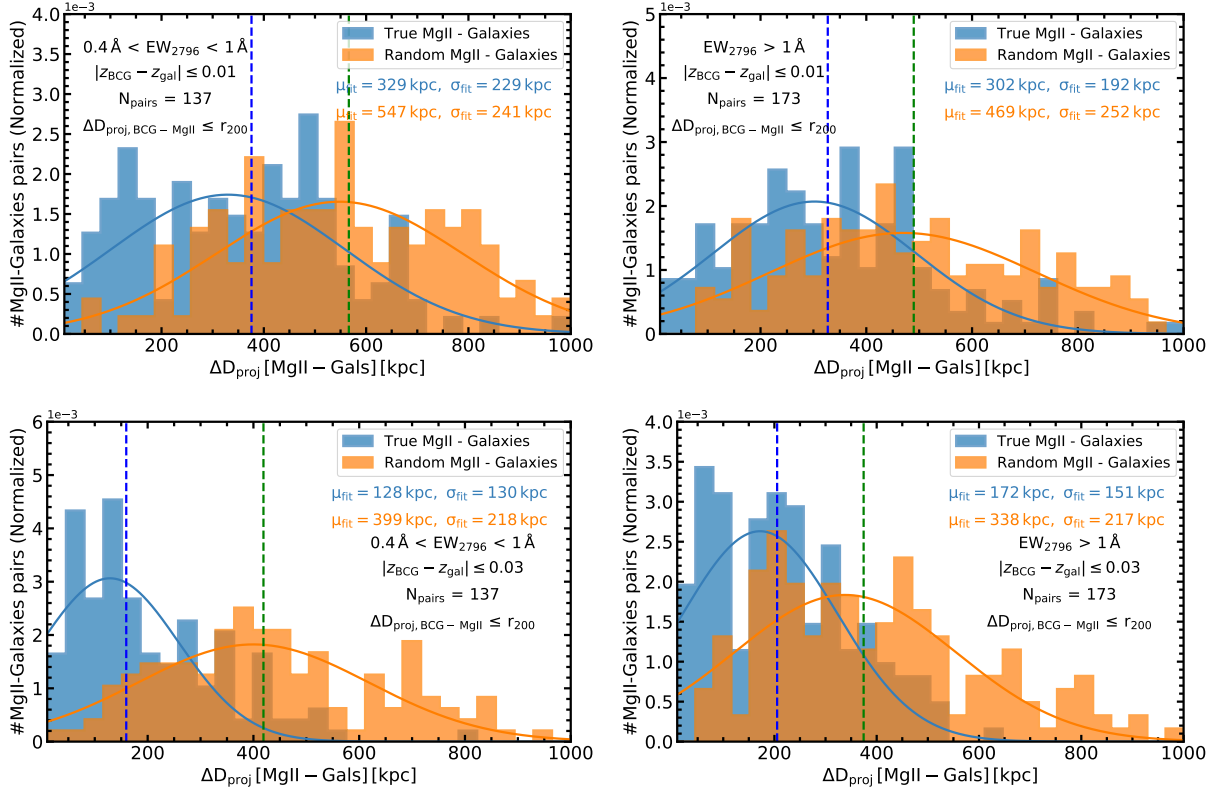 1e−3
#MgII-Galaxies pairs (Normalized)
4.0
3.5
3.0
2.5
2.0
1.5
1.0
0.5
0.0
0.4 Å < EW2796 < 1 Å
|zBCG − zgal| ≤ 0.01
Npairs = 137
ΔDproj, BCG − MgII ≤ r200
True MgII - Galaxies
Random MgII - Galaxies
μfit = 329 kpc, σfit = 229 kpc
μfit = 547 kpc, σfit = 241 kpc
200 400 600 800 1000
ΔDproj [MgII − Gals] [kpc]
1e−3
#MgII-Galaxies pairs (Normalized)
5
4
3
2
1
0
EW2796 > 1 Å
|zBCG − zgal| ≤ 0.01
Npairs = 173
ΔDproj, BCG − MgII ≤ r200
True MgII - Galaxies
Random MgII - Galaxies
μfit = 302 kpc, σfit = 192 kpc
μfit = 469 kpc, σfit = 252 kpc
200 400 600 800 1000
ΔDproj [MgII − Gals] [kpc]
1e−3
#MgII-Galaxies pairs (Normalized)
6
5
4
3
2
1
0
True MgII - Galaxies
Random MgII - Galaxies
μfit = 128 kpc, σfit = 130 kpc
μfit = 399 kpc, σfit = 218 kpc
0.4 Å < EW2796 < 1 Å
|zBCG − zgal| ≤ 0.03
Npairs = 137
ΔDproj, BCG − MgII ≤ r200
200 400 600 800 1000
ΔDproj [MgII − Gals] [kpc]
1e−3
#MgII-Galaxies pairs (Normalized)
4.0
3.5
3.0
2.5
2.0
1.5
1.0
0.5
0.0
True MgII - Galaxies
Random MgII - Galaxies
μfit = 172 kpc, σfit = 151 kpc
μfit = 338 kpc, σfit = 217 kpc
EW2796 > 1 Å
|zBCG − zgal| ≤ 0.03
Npairs = 173
ΔDproj, BCG − MgII ≤ r200
200 400 600 800 1000
ΔDproj [MgII − Gals] [kpc]